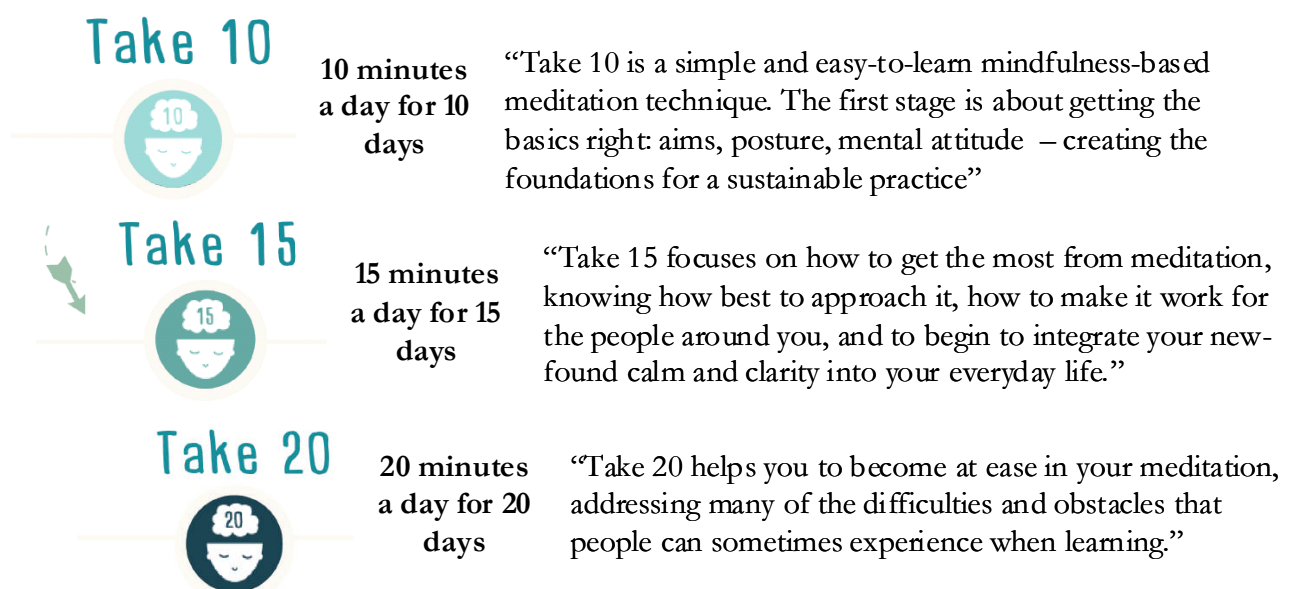 Take 10
10
10 minutes
a day for 10
days
“Take 10 is a simple and easy-to-learn mindfulness-based
meditation technique. The first stage is about getting the
basics right: aims, posture, mental attitude – creating the
foundations for a sustainable practice”
Take 15
15
15 minutes
a day for 15
days
“Take 15 focuses on how to get the most from meditation,
knowing how best to approach it, how to make it work for
the people around you, and to begin to integrate your new-
found calm and clarity into your everyday life.”
Take 20
20
20 minutes
a day for 20
days
“Take 20 helps you to become at ease in your meditation,
addressing many of the difficulties and obstacles that
people can sometimes experience when learning.”